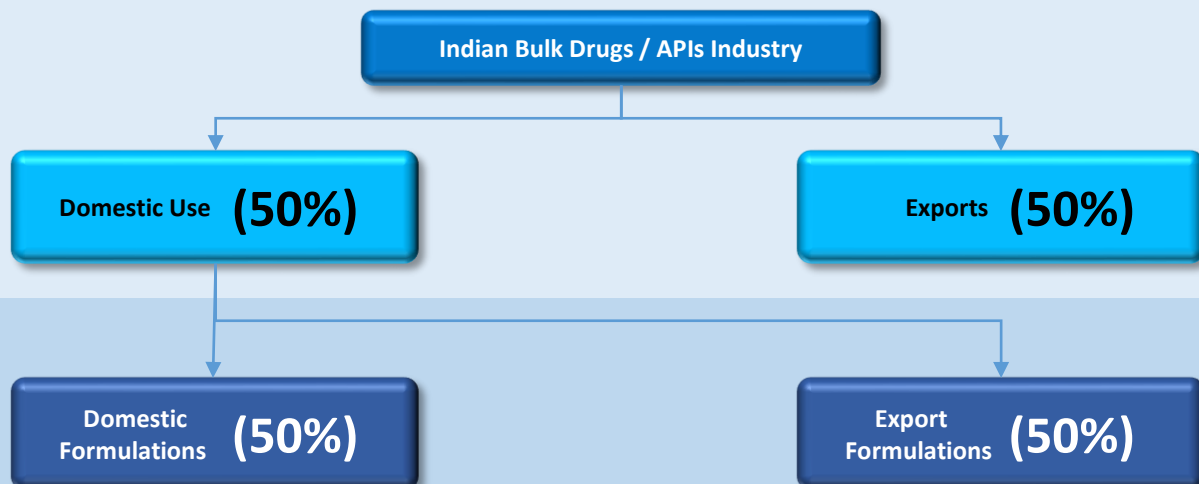 Indian Bulk Drugs / APIs Industry
Domestic Use (50%)
Exports (50%)
Domestic
Formulations (50%)
Export
Formulations (50%)